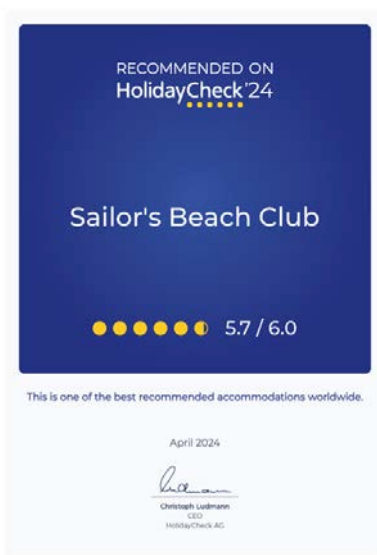 RECOMMENDED ON
HolidayCheck'24
Sailor's Beach Club
5.7 / 6.0
This is one of the best recommended accommodations worldwide.
April 2024
Christoph Ludmann
CEO
HolidayCheck AG